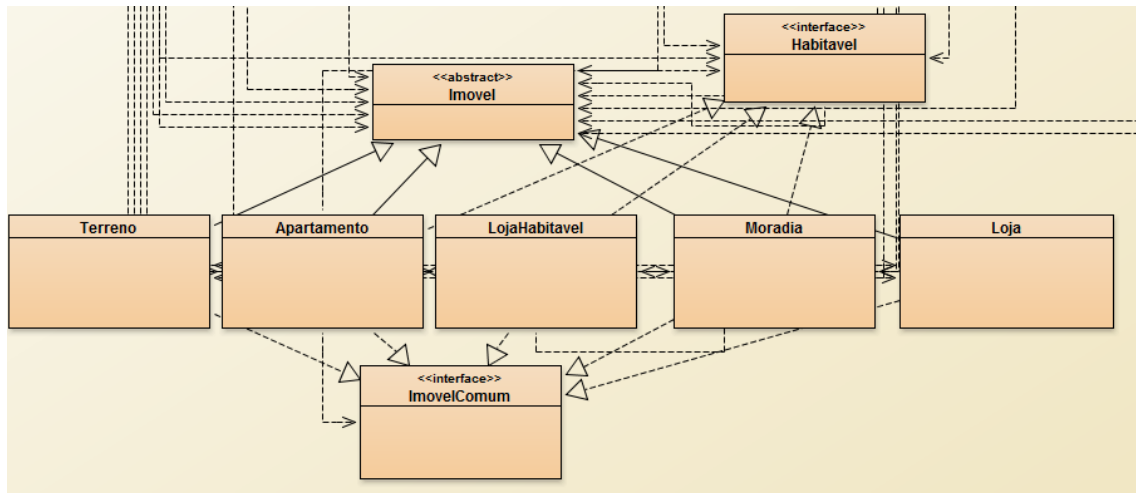 <<interface>>
Habitavel
<<abstract>>
Imovel
Terreno
Apartamento
LojaHabitavel
Moradia
Loja
<<interface>>
ImovelComum